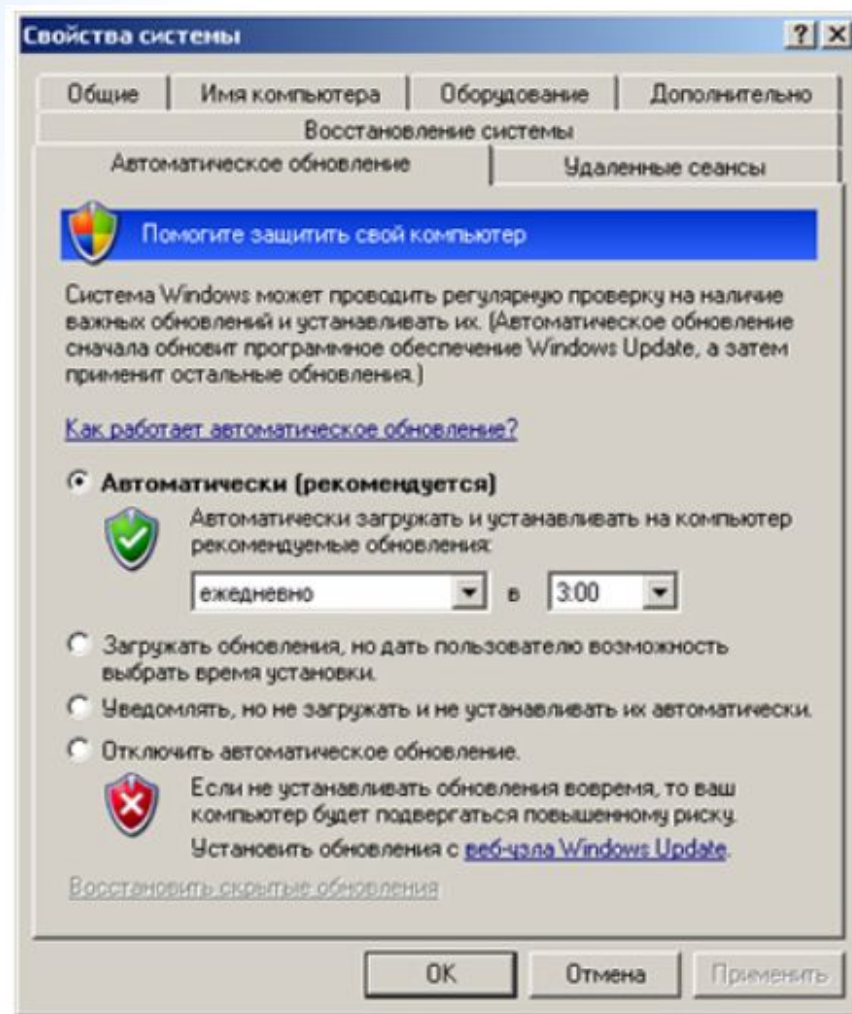 Свойства системы
Общие
Имя компьютера
Оборудование
Дополнительно
Восстановление системы
Автоматическое обновление
Удаленные сеансы
Помогите защитить свой компьютер
Система Windows может проводить регулярную проверку на наличие
важных обновлений и устанавливать их. (Автоматическое обновление
сначала обновит программное обеспечение Windows Update, а затем
применит остальные обновления.)
Как работает автоматическое обновление?
Автоматически (рекомендуется)
Автоматически загружать и устанавливать на компьютер
рекомендуемые обновления:
ежедневно в 3:00
Загружать обновления, но дать пользователю возможность
выбрать время установки.
Уведомлять, но не загружать и не устанавливать их автоматически.
Отключить автоматическое обновление.
Если не устанавливать обновления вовремя, то ваш
компьютер будет подвергаться повышенному риску.
Установить обновления с веб-узла Windows Update.
Восстановить скрытые обновления
OK
Отмена
Применить